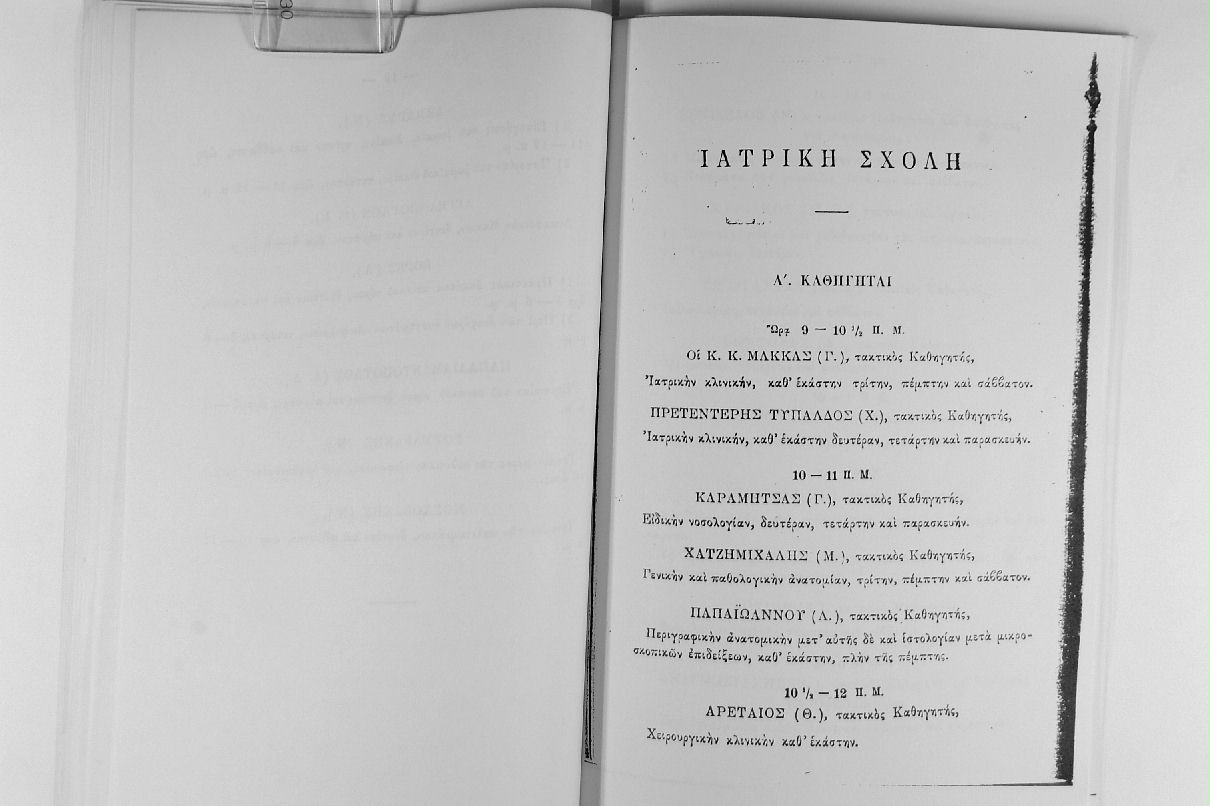 ἸΑΤΡΙΚΗ ΣΧΟΛΗ
Α′. ΚΑΘΗΓΗΤΑΙ
Ὥρᾳ 9 — 10 ½ Π. Μ.
Οἱ Κ. Κ. ΜΑΚΚΑΣ (Γ.), τακτικὸς Καθηγητής,
Ἰατρικὴν κλινικήν, καθ' ἑκάστην τρίτην, πέμπτην καὶ σάββατον.
ΠΡΕΤΕΝΤΕΡΗΣ ΤΥΠΑΛΔΟΣ (Χ.), τακτικὸς Καθηγητής,
Ἰατρικὴν κλινικήν, καθ' ἑκάστην δευτέραν, τετάρτην καὶ παρασκευήν.
10 — 11 Π. Μ.
ΚΑΡΑΜΗΤΣΑΣ (Γ.), τακτικὸς Καθηγητής,
Εἰδικὴν νοσολογίαν, δευτέραν, τετάρτην καὶ παρασκευήν.
ΧΑΤΖΗΜΙΧΑΛΗΣ (Μ.), τακτικὸς Καθηγητής,
Γενικὴν καὶ παθολογικὴν ἀνατομίαν, τρίτην, πέμπτην καὶ σάββατον.
ΠΑΠΑΪΩΑΝΝΟΥ (Λ.), τακτικὸς Καθηγητής,
Περιγραφικὴν ἀνατομικὴν μετ' αὐτῆς δὲ καὶ ἱστολογίαν μετὰ μικρο-
σκοπικῶν ἐπιδείξεων, καθ' ἑκάστην, πλὴν τῆς πέμπτης.
10 ½ — 12 Π. Μ.
ΑΡΕΤΑΙΟΣ (Θ.), τακτικὸς Καθηγητής,
Χειρουργικὴν κλινικὴν καθ' ἑκάστην.
30